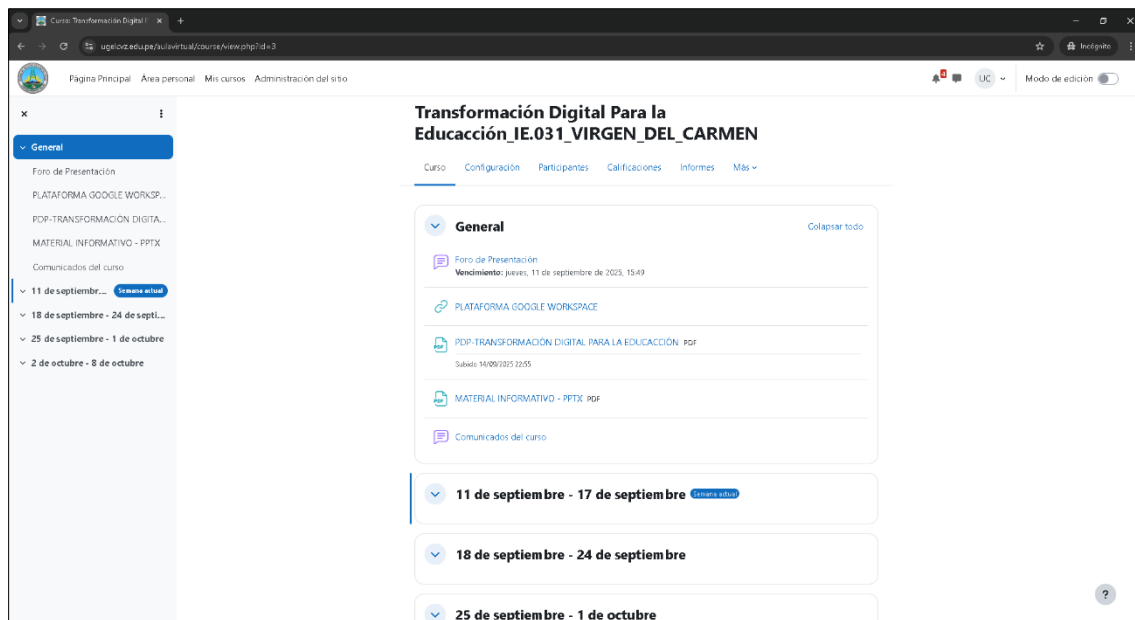 Curso: Transformación Digital P
ugelcvz.edu.pe/aulavirtual/course/view.php?id=3
Incógnito
Página Principal Área personal Mis cursos Administración del sitio
4
UC
Modo de edición
General
Foro de Presentación
PLATAFORMA GOOGLE WORKSP...
PDP-TRANSFORMACIÓN DIGITA...
MATERIAL INFORMATIVO - PPTX
Comunicados del curso
11 de septiembr... Semana actual
18 de septiembre - 24 de septi...
25 de septiembre - 1 de octubre
2 de octubre - 8 de octubre
Transformación Digital Para la
Educacción_IE.031_VIRGEN_DEL_CARMEN
Curso Configuración Participantes Calificaciones Informes Más
General Colapsar todo
Foro de Presentación
Vencimiento: jueves, 11 de septiembre de 2025, 15:49
PLATAFORMA GOOGLE WORKSPACE
PDP-TRANSFORMACIÓN DIGITAL PARA LA EDUCACCIÓN PDF
Subido 14/09/2025 22:55
MATERIAL INFORMATIVO - PPTX PDF
Comunicados del curso
11 de septiembre - 17 de septiembre Semana actual
18 de septiembre - 24 de septiembre
25 de septiembre - 1 de octubre
?